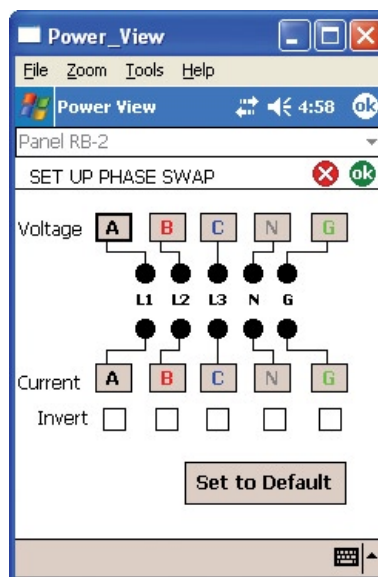 Power_View
File Zoom Tools Help
Power View 4:58 ok
Panel RB-2
SET UP PHASE SWAP ok
Voltage A B C N G
L1 L2 L3 N G
Current A B C N G
Invert
Set to Default